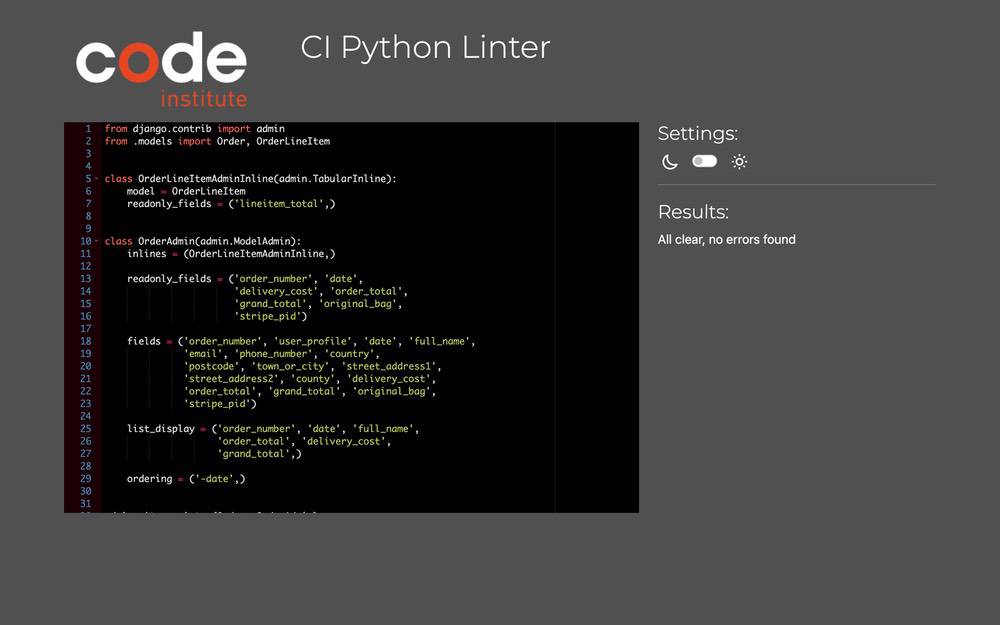 code
institute
CI Python Linter
1 from django.contrib import admin
2 from .models import Order, OrderLineItem
3
4
5 class OrderLineItemAdminInline(admin.TabularInline):
6     model = OrderLineItem
7     readonly_fields = ('lineitem_total',)
8
9
10 class OrderAdmin(admin.ModelAdmin):
11     inlines = (OrderLineItemAdminInline,)
12
13     readonly_fields = ('order_number', 'date',
14                        'delivery_cost', 'order_total',
15                        'grand_total', 'original_bag',
16                        'stripe_pid')
17
18     fields = ('order_number', 'user_profile', 'date', 'full_name',
19               'email', 'phone_number', 'country',
20               'postcode', 'town_or_city', 'street_address1',
21               'street_address2', 'county', 'delivery_cost',
22               'order_total', 'grand_total', 'original_bag',
23               'stripe_pid')
24
25     list_display = ('order_number', 'date', 'full_name',
26                     'order_total', 'delivery_cost',
27                     'grand_total',)
28
29     ordering = ('-date',)
30
31
Settings:
Results:
All clear, no errors found